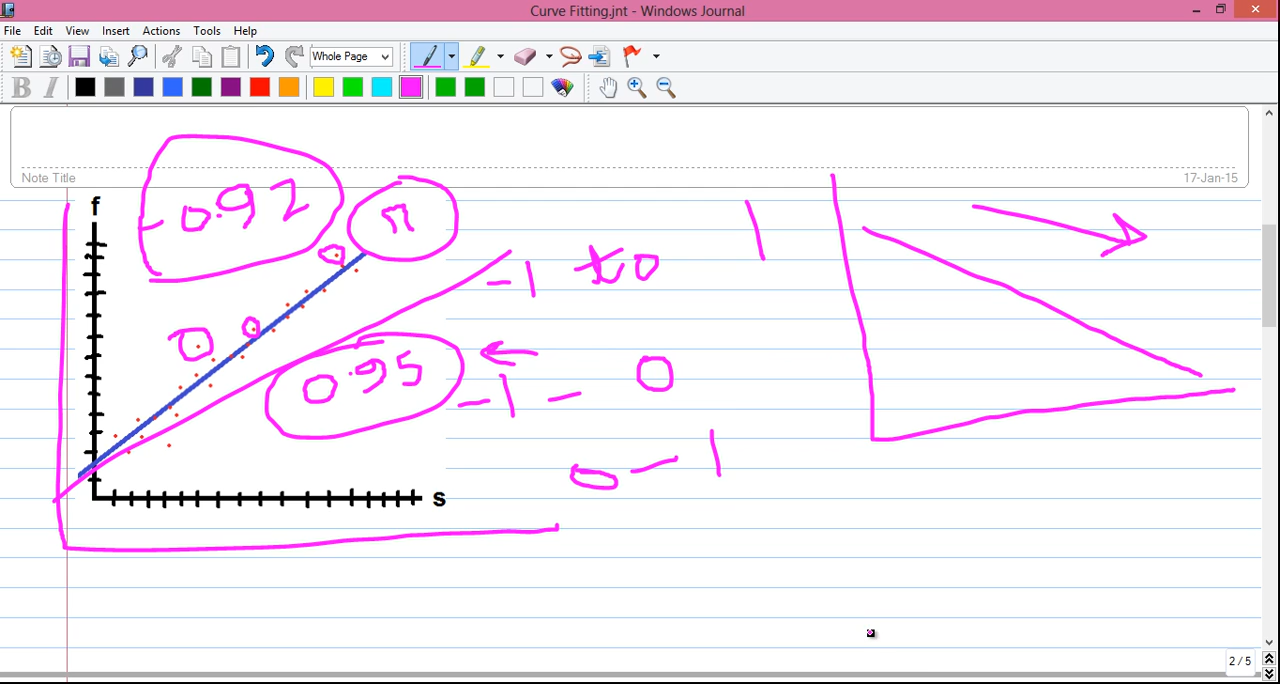 Curve Fitting.jnt - Windows Journal
File Edit View Insert Actions Tools Help
Whole Page
B I
Note Title
17-Jan-15
f
-0.92
-1 to 1
0.95
-1 - 0
0 - 1
s
2 / 5